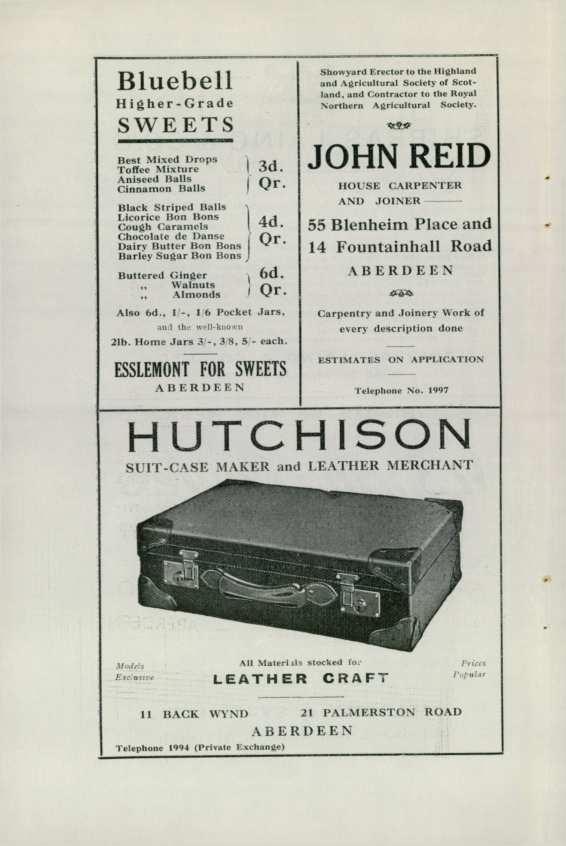 Bluebell
Higher-Grade
SWEETS
Best Mixed Drops
Toffee Mixture
Aniseed Balls
Cinnamon Balls
3d.
Qr.
Black Striped Balls
Licorice Bon Bons
Cough Caramels
Chocolate de Danse
Dairy Butter Bon Bons
Barley Sugar Bon Bons
4d.
Qr.
Buttered Ginger
,, Walnuts
,, Almonds
6d.
Qr.
Also 6d., 1/-, 1/6 Pocket Jars,
and the well-known
2lb. Home Jars 3/-, 3/8, 5/- each.
ESSLEMONT FOR SWEETS
ABERDEEN
Showyard Erector to the Highland
and Agricultural Society of Scot-
land, and Contractor to the Royal
Northern Agricultural Society.
JOHN REID
HOUSE CARPENTER
AND JOINER
55 Blenheim Place and
14 Fountainhall Road
ABERDEEN
Carpentry and Joinery Work of
every description done
ESTIMATES ON APPLICATION
Telephone No. 1997
HUTCHISON
SUIT-CASE MAKER and LEATHER MERCHANT
Models
Exclusive
All Materials stocked for
LEATHER CRAFT
Prices
Popular
11 BACK WYND 21 PALMERSTON ROAD
ABERDEEN
Telephone 1994 (Private Exchange)